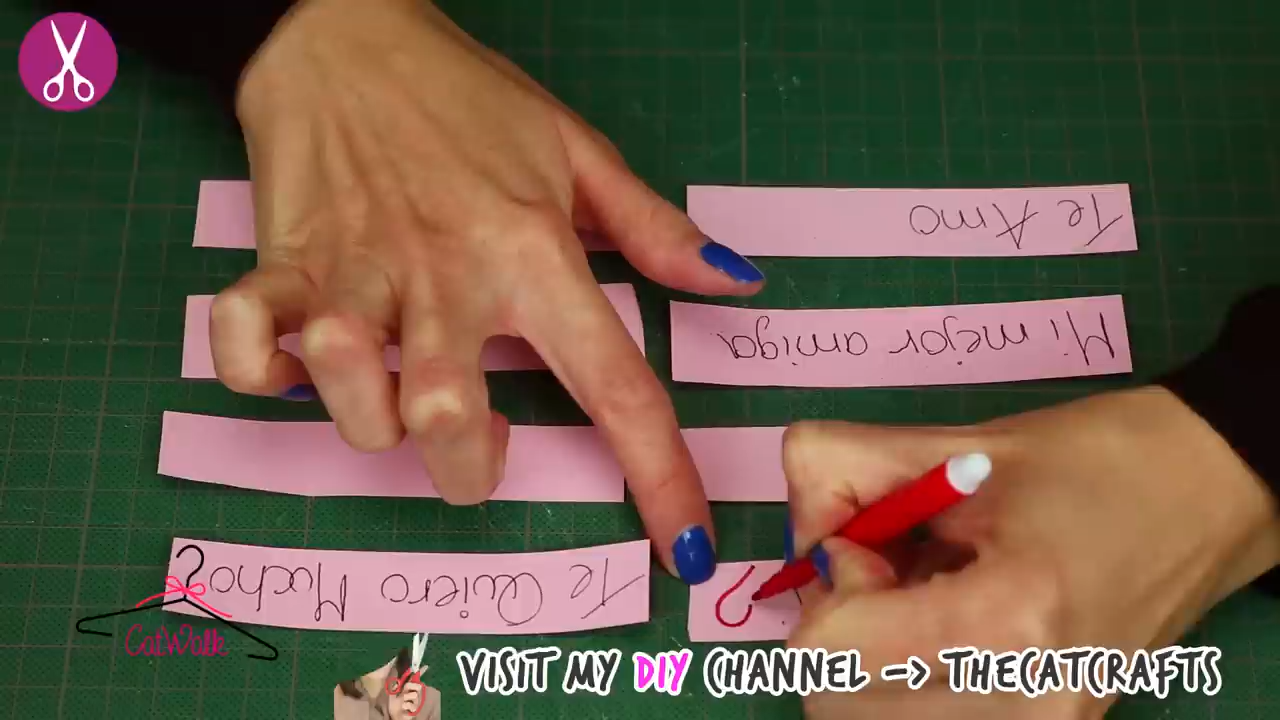 Te Amo
Mi mejor amiga
Te Quiero Mucho
CatWalk
VISIT MY DIY CHANNEL -> THECATCRAFTS